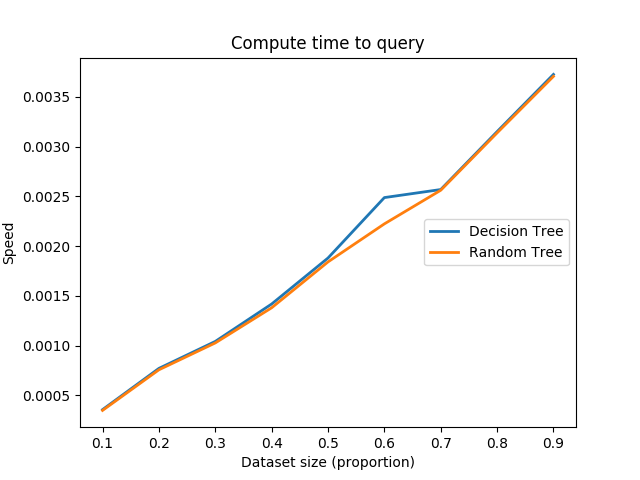 Compute time to query
Speed
0.0035
0.0030
0.0025
0.0020
0.0015
0.0010
0.0005
Decision Tree
Random Tree
0.1 0.2 0.3 0.4 0.5 0.6 0.7 0.8 0.9
Dataset size (proportion)